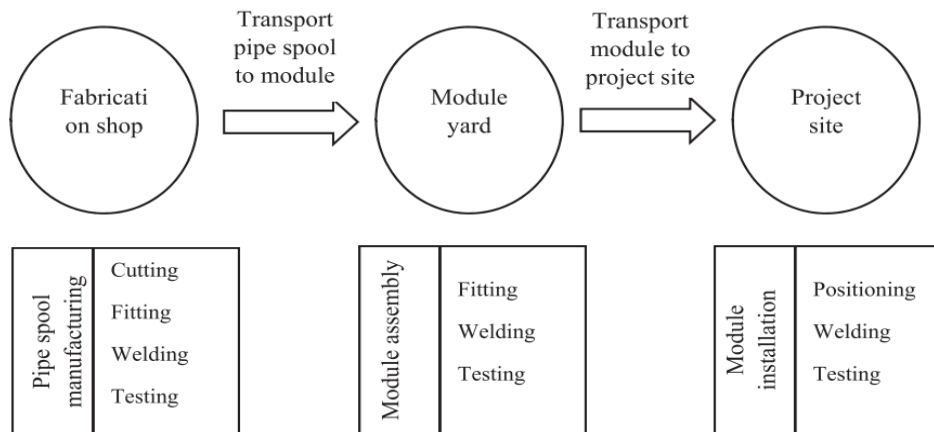 Transport
pipe spool
to module
Transport
module to
project site
Fabricati
on shop
Module
yard
Project
site
Pipe spool
manufacturing
Cutting
Fitting
Welding
Testing
Module assembly
Fitting
Welding
Testing
Module
installation
Positioning
Welding
Testing